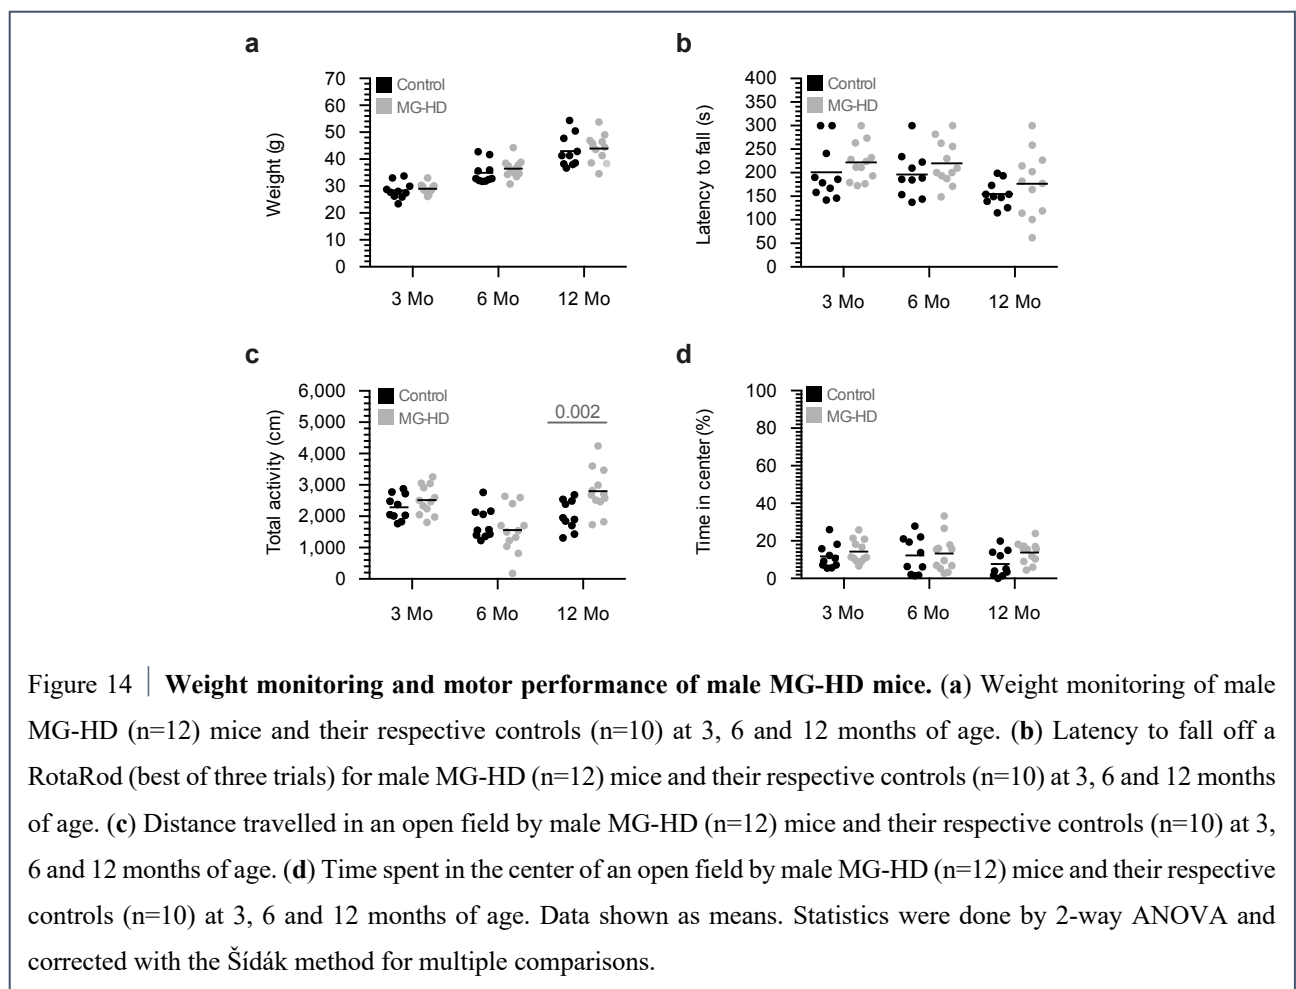 a
70
60
50
40
30
20
10
0
Weight (g)
Control
MG-HD
3 Mo 6 Mo 12 Mo
b
400
350
300
250
200
150
100
50
0
Latency to fall (s)
Control
MG-HD
3 Mo 6 Mo 12 Mo
c
6,000
5,000
4,000
3,000
2,000
1,000
0
Total activity (cm)
Control
MG-HD
0.002
3 Mo 6 Mo 12 Mo
d
100
80
60
40
20
0
Time in center (%)
Control
MG-HD
3 Mo 6 Mo 12 Mo
Figure 14 | Weight monitoring and motor performance of male MG-HD mice. (a) Weight monitoring of male
MG-HD (n=12) mice and their respective controls (n=10) at 3, 6 and 12 months of age. (b) Latency to fall off a
RotaRod (best of three trials) for male MG-HD (n=12) mice and their respective controls (n=10) at 3, 6 and 12 months
of age. (c) Distance travelled in an open field by male MG-HD (n=12) mice and their respective controls (n=10) at 3,
6 and 12 months of age. (d) Time spent in the center of an open field by male MG-HD (n=12) mice and their respective
controls (n=10) at 3, 6 and 12 months of age. Data shown as means. Statistics were done by 2-way ANOVA and
corrected with the Šídák method for multiple comparisons.